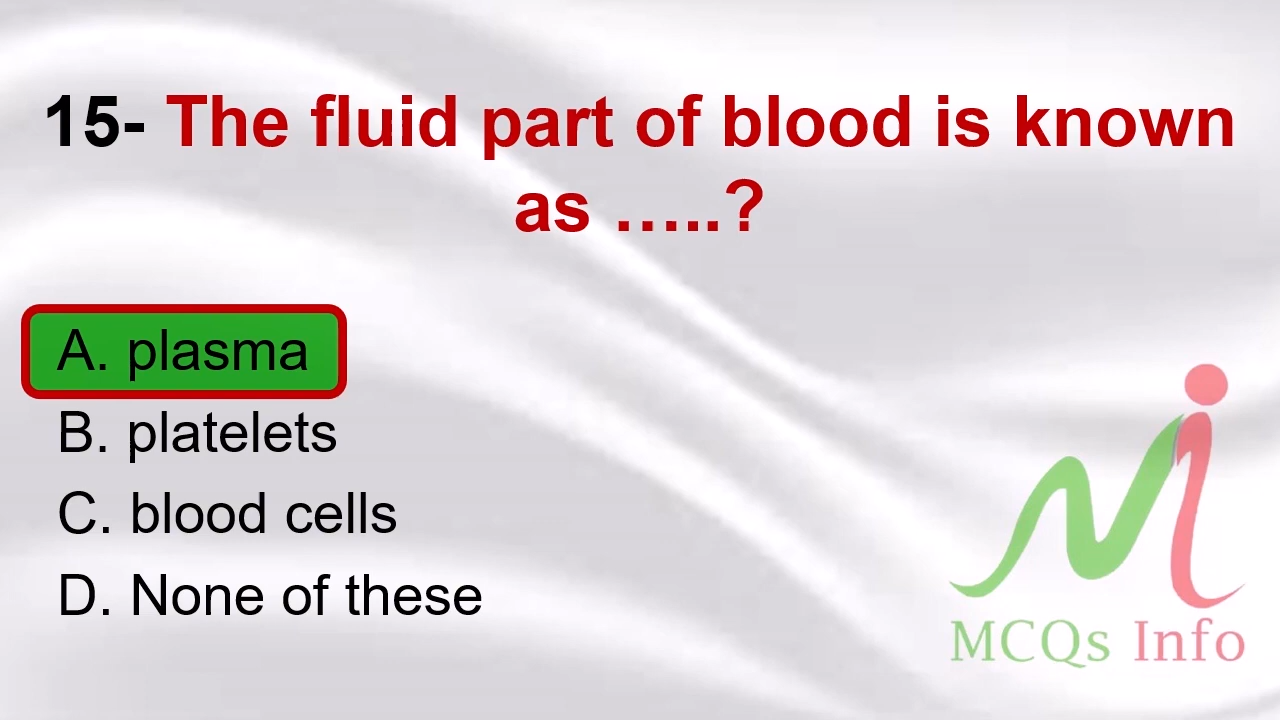 15- The fluid part of blood is known
as …..?
A. plasma
B. platelets
C. blood cells
D. None of these
MCQs Info